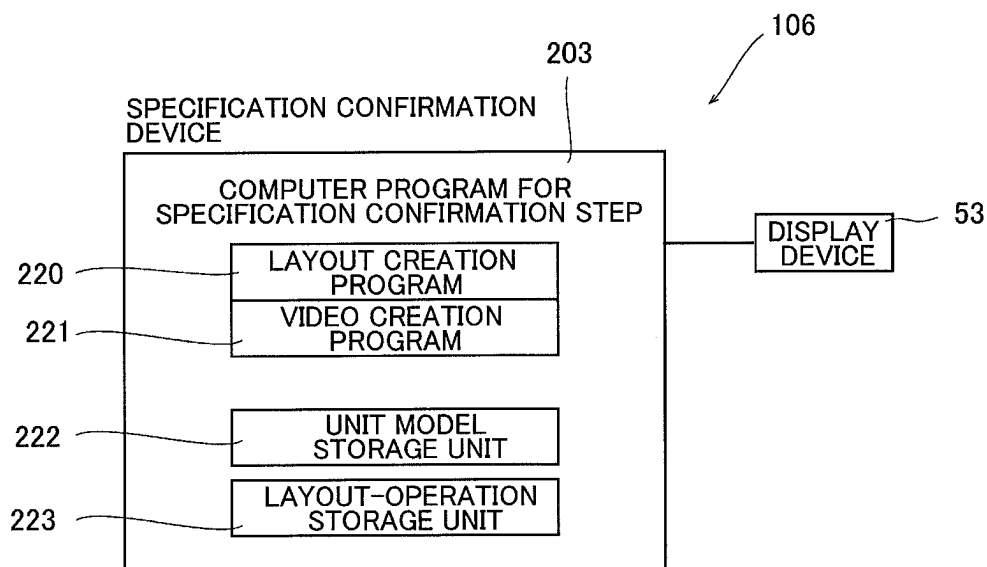 106
203
SPECIFICATION CONFIRMATION
DEVICE
COMPUTER PROGRAM FOR
SPECIFICATION CONFIRMATION STEP
53
DISPLAY
DEVICE
220
LAYOUT CREATION
PROGRAM
221
VIDEO CREATION
PROGRAM
222
UNIT MODEL
STORAGE UNIT
223
LAYOUT-OPERATION
STORAGE UNIT